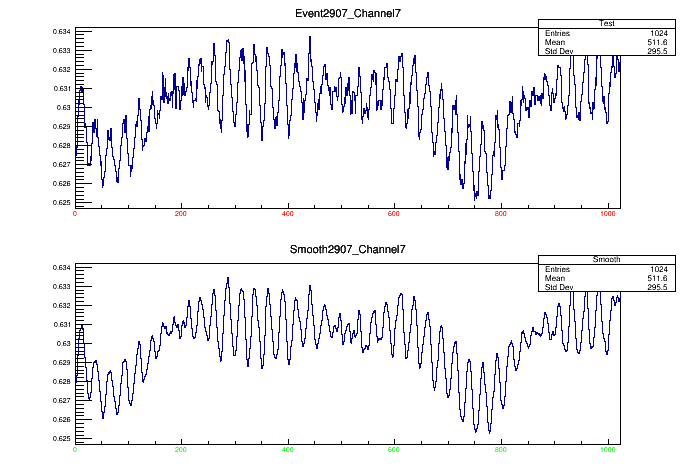 Event2907_Channel7
Test
Entries 1024
Mean 511.6
Std Dev 295.5
0.634
0.633
0.632
0.631
0.63
0.629
0.628
0.627
0.626
0.625
0 200 400 600 800 1000
Smooth2907_Channel7
Smooth
Entries 1024
Mean 511.6
Std Dev 295.5
0.634
0.633
0.632
0.631
0.63
0.629
0.628
0.627
0.626
0.625
0 200 400 600 800 1000